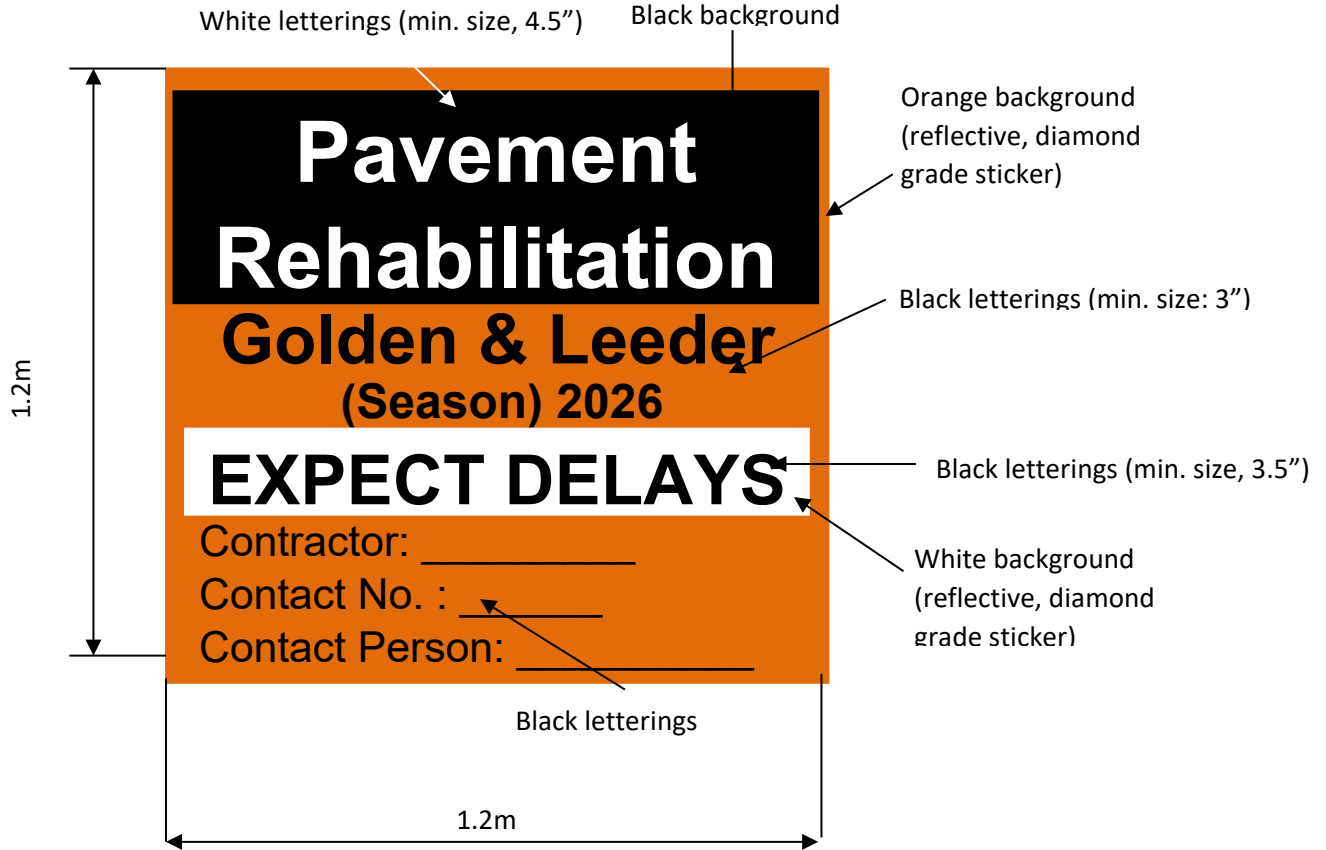 White letterings (min. size, 4.5”)
Black background
Pavement
Rehabilitation
Golden & Leeder
(Season) 2026
EXPECT DELAYS
Contractor: _________
Contact No. : ______
Contact Person: __________
Orange background
(reflective, diamond
grade sticker)
Black letterings (min. size: 3”)
Black letterings (min. size, 3.5”)
White background
(reflective, diamond
grade sticker)
Black letterings
1.2m
1.2m